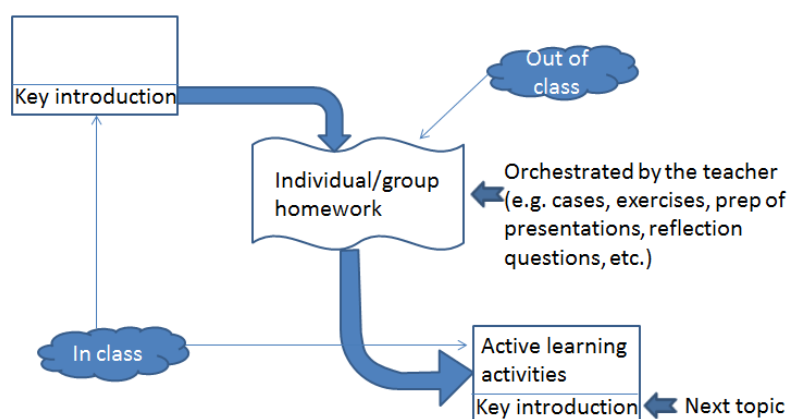 Key introduction
Out of
class
Individual/group
homework
Orchestrated by the teacher
(e.g. cases, exercises, prep of
presentations, reflection
questions, etc.)
In class
Active learning
activities
Key introduction
Next topic